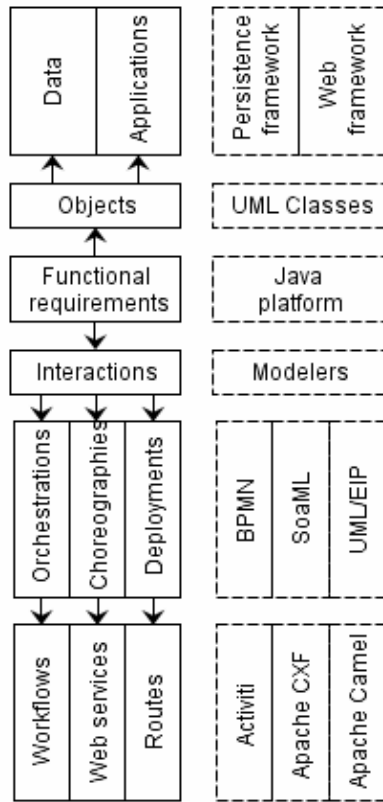 Data
Applications
Persistence
framework
Web
framework
Objects
UML Classes
Functional
requirements
Java
platform
Interactions
Modelers
Orchestrations
Choreographies
Deployments
BPMN
SoaML
UML/EIP
Workflows
Web services
Routes
Activiti
Apache CXF
Apache Camel